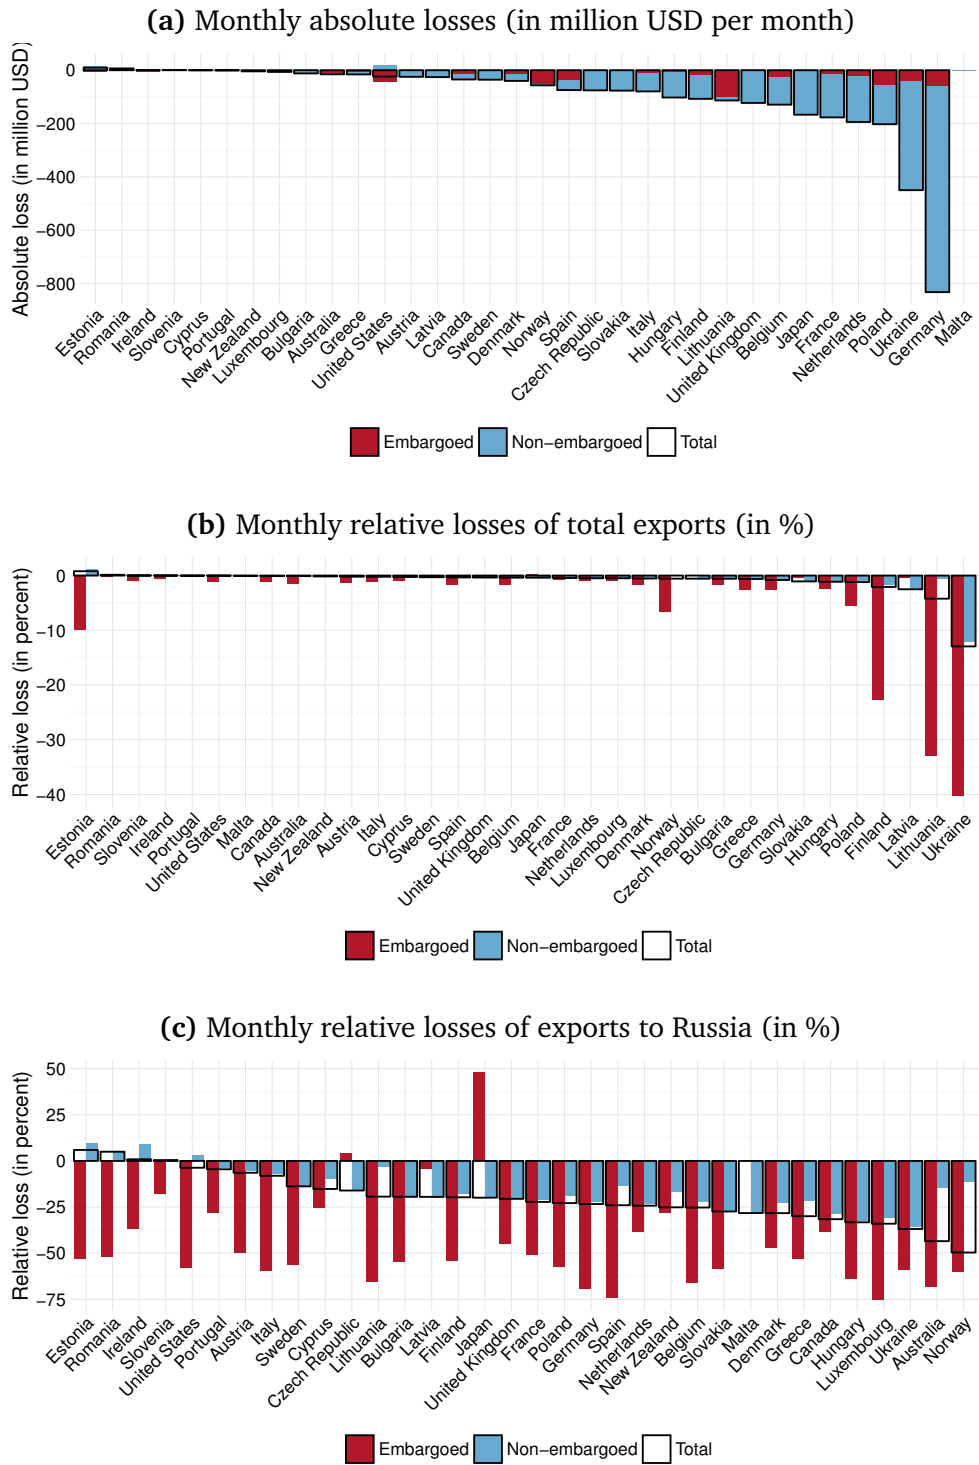 (a) Monthly absolute losses (in million USD per month)
Absolute loss (in million USD)
0
−200
−400
−600
−800
Estonia
Romania
Ireland
Slovenia
Cyprus
Portugal
New Zealand
Luxembourg
Bulgaria
Australia
Greece
United States
Austria
Latvia
Canada
Sweden
Denmark
Norway
Spain
Czech Republic
Slovakia
Italy
Hungary
Finland
Lithuania
United Kingdom
Belgium
Japan
France
Netherlands
Poland
Ukraine
Germany
Malta
Embargoed Non−embargoed Total
(b) Monthly relative losses of total exports (in %)
Relative loss (in percent)
0
−10
−20
−30
−40
Estonia
Romania
Slovenia
Ireland
Portugal
United States
Malta
Canada
Australia
New Zealand
Austria
Italy
Cyprus
Sweden
Spain
United Kingdom
Belgium
Japan
France
Netherlands
Luxembourg
Denmark
Norway
Czech Republic
Bulgaria
Greece
Germany
Slovakia
Hungary
Poland
Finland
Latvia
Lithuania
Ukraine
Embargoed Non−embargoed Total
(c) Monthly relative losses of exports to Russia (in %)
Relative loss (in percent)
50
25
0
−25
−50
−75
Estonia
Romania
Ireland
Slovenia
United States
Portugal
Austria
Italy
Sweden
Cyprus
Czech Republic
Lithuania
Bulgaria
Latvia
Finland
Japan
United Kingdom
France
Poland
Germany
Spain
Netherlands
New Zealand
Belgium
Slovakia
Malta
Denmark
Greece
Canada
Hungary
Luxembourg
Ukraine
Australia
Norway
Embargoed Non−embargoed Total